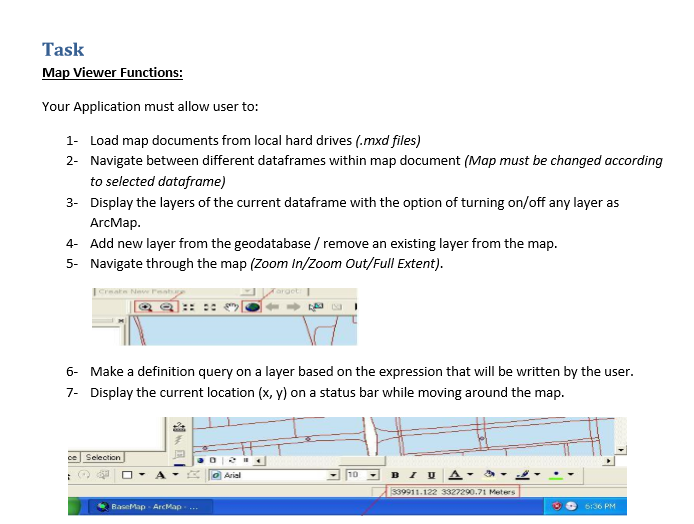 Task
Map Viewer Functions:
Your Application must allow user to:
1- Load map documents from local hard drives (.mxd files)
2- Navigate between different dataframes within map document (Map must be changed according
to selected dataframe)
3- Display the layers of the current dataframe with the option of turning on/off any layer as
ArcMap.
4- Add new layer from the geodatabase / remove an existing layer from the map.
5- Navigate through the map (Zoom In/Zoom Out/Full Extent).
Create New Feature
6- Make a definition query on a layer based on the expression that will be written by the user.
7- Display the current location (x, y) on a status bar while moving around the map.
ce Selection
A Arial 10 B I U A
339911.122 3327290.71 Meters
BaseMap - ArcMap - ... 6:36 PM